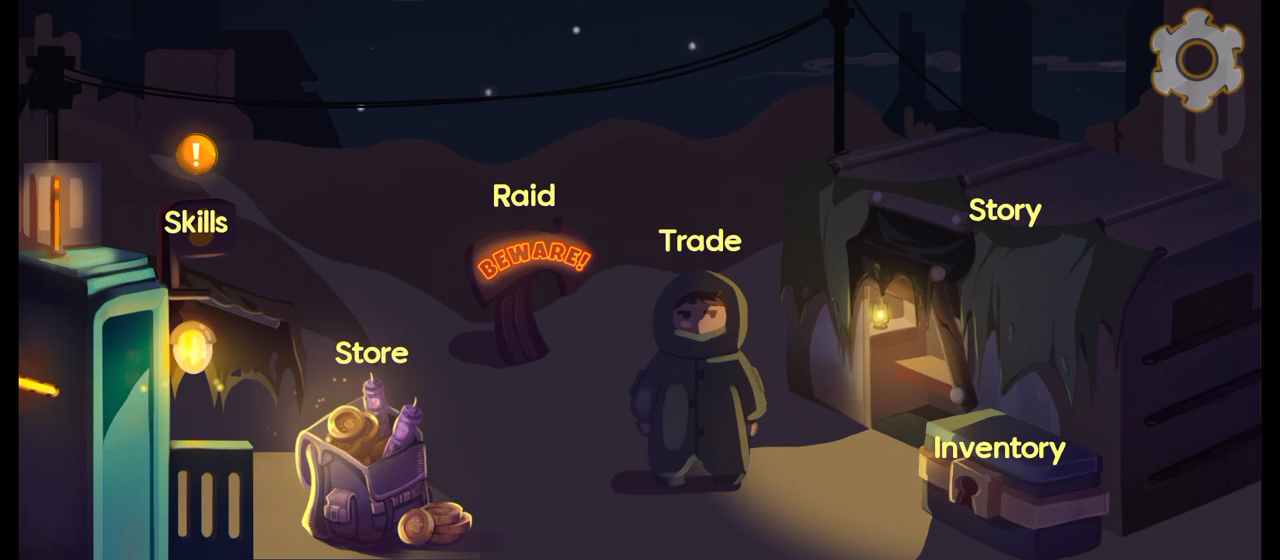 !
Skills
Raid
BEWARE!
Trade
Story
Store
Inventory